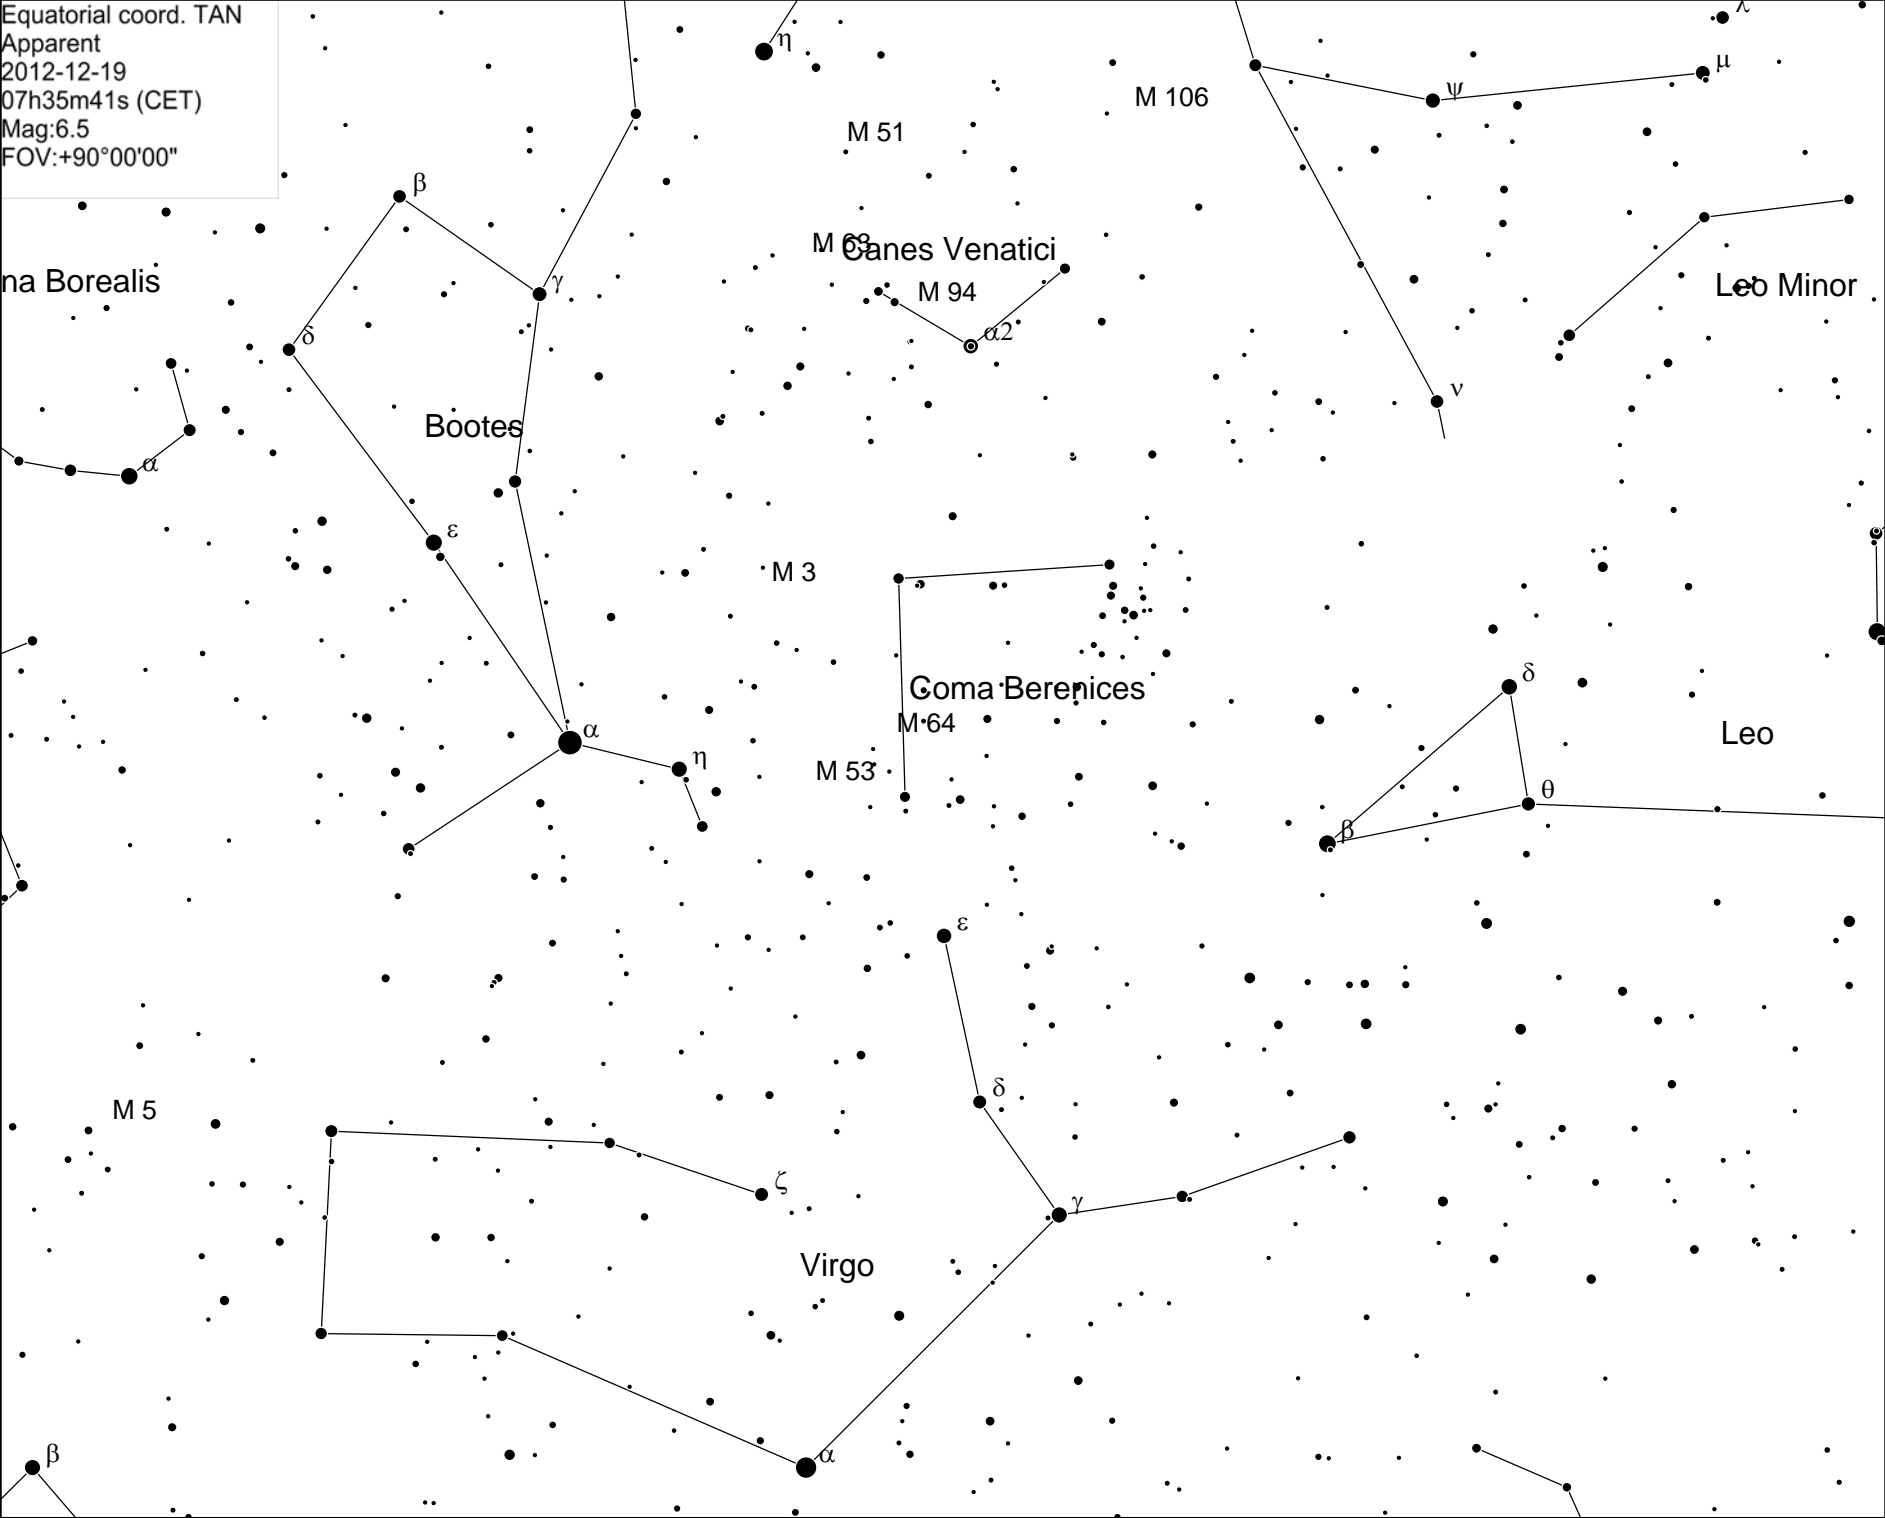 Equatorial coord. TAN
Apparent
2012-12-19
07h35m41s (CET)
Mag:6.5
FOV:+90°00'00"
λ
η
μ
ψ
M 106
M 51
β
M 63
Canes Venatici
na Borealis
γ
M 94
Leo Minor
δ
α2
ν
Bootes
α
ε
M 3
δ
Coma Berenices
M 64
α
Leo
η
M 53
θ
β
ε
δ
M 5
ζ
γ
Virgo
β
α